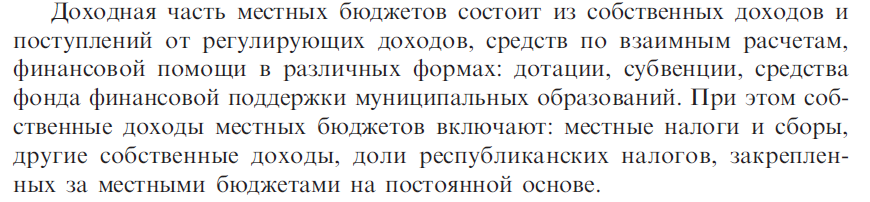 Доходная часть местных бюджетов состоит из собственных доходов и
поступлений от регулирующих доходов, средств по взаимным расчетам,
финансовой помощи в различных формах: дотации, субвенции, средства
фонда финансовой поддержки муниципальных образований. При этом соб-
ственные доходы местных бюджетов включают: местные налоги и сборы,
другие собственные доходы, доли республиканских налогов, закреплен-
ных за местными бюджетами на постоянной основе.